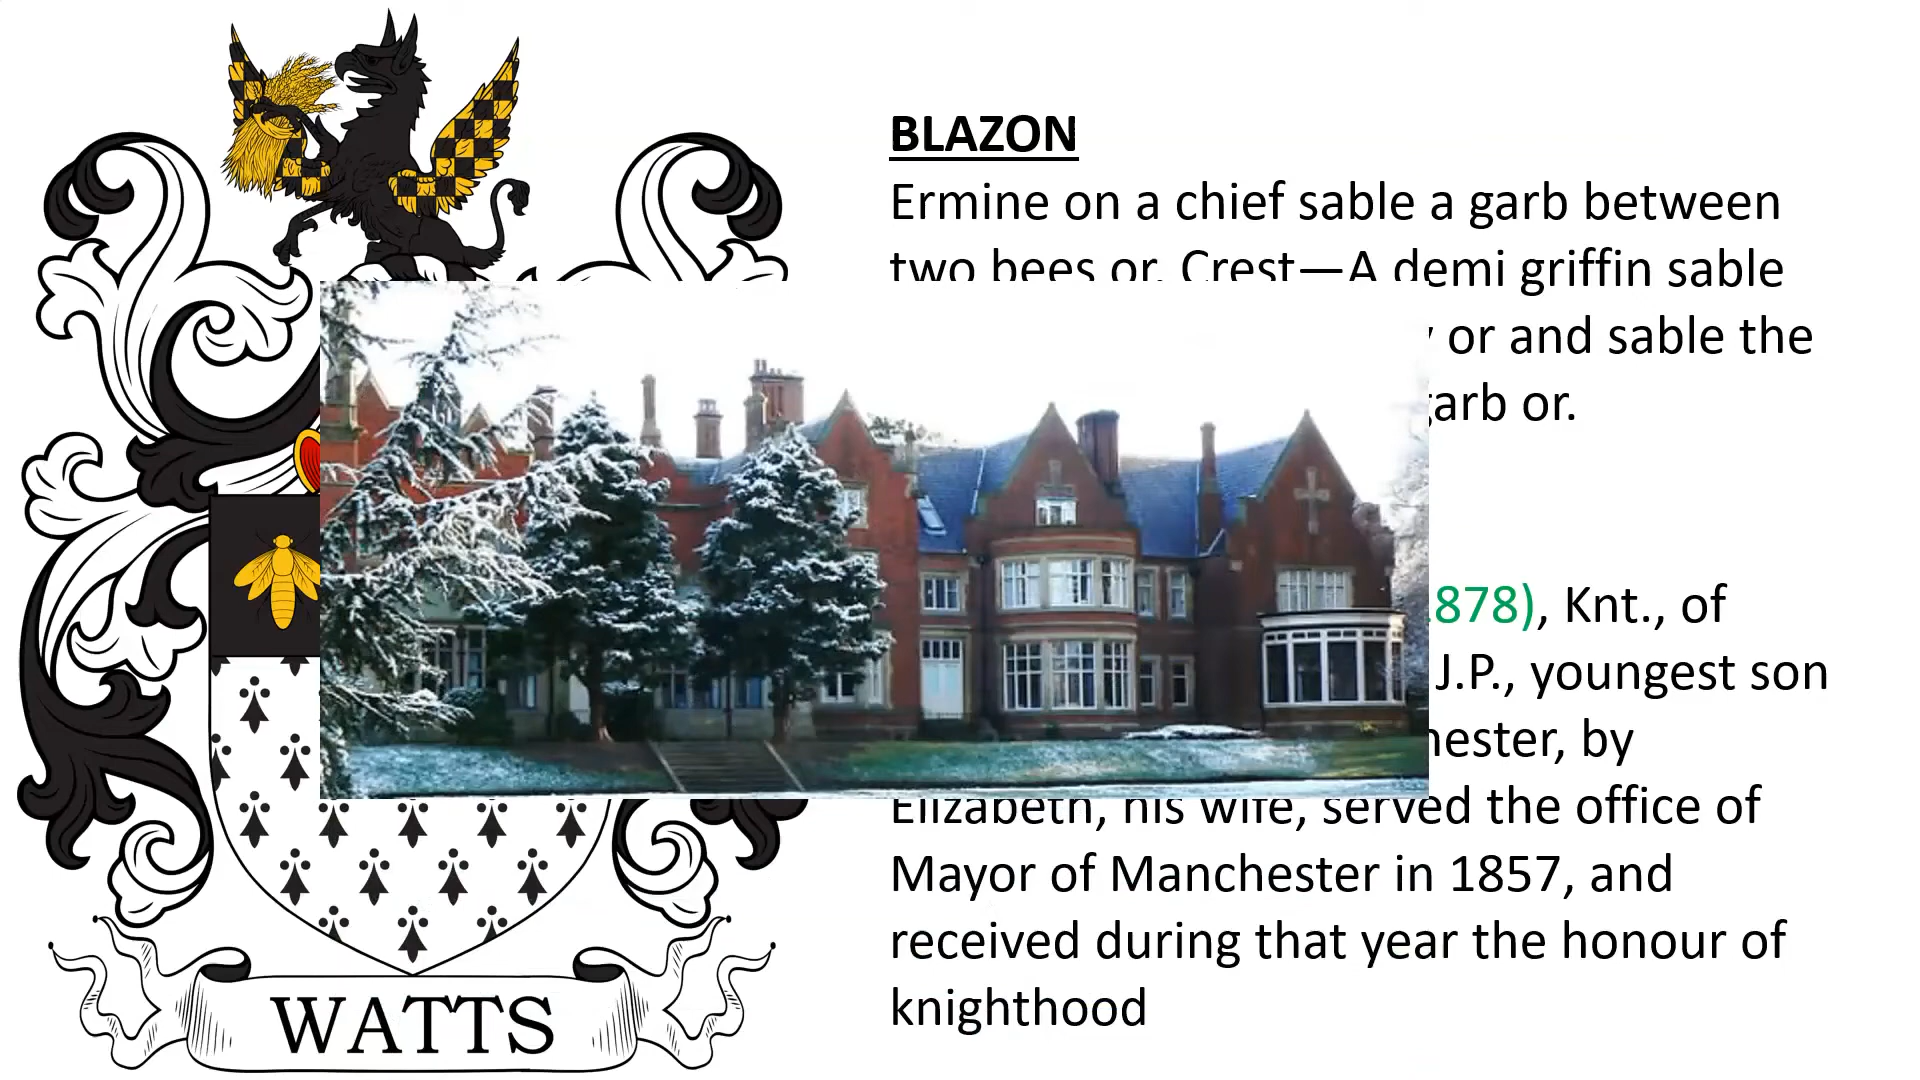 BLAZON
Ermine on a chief sable a garb between
two bees or. Crest—A demi griffin sable
or and sable the
garb or.
878), Knt., of
J.P., youngest son
hester, by
Elizabeth, his wife, served the office of
Mayor of Manchester in 1857, and
received during that year the honour of
knighthood
WATTS